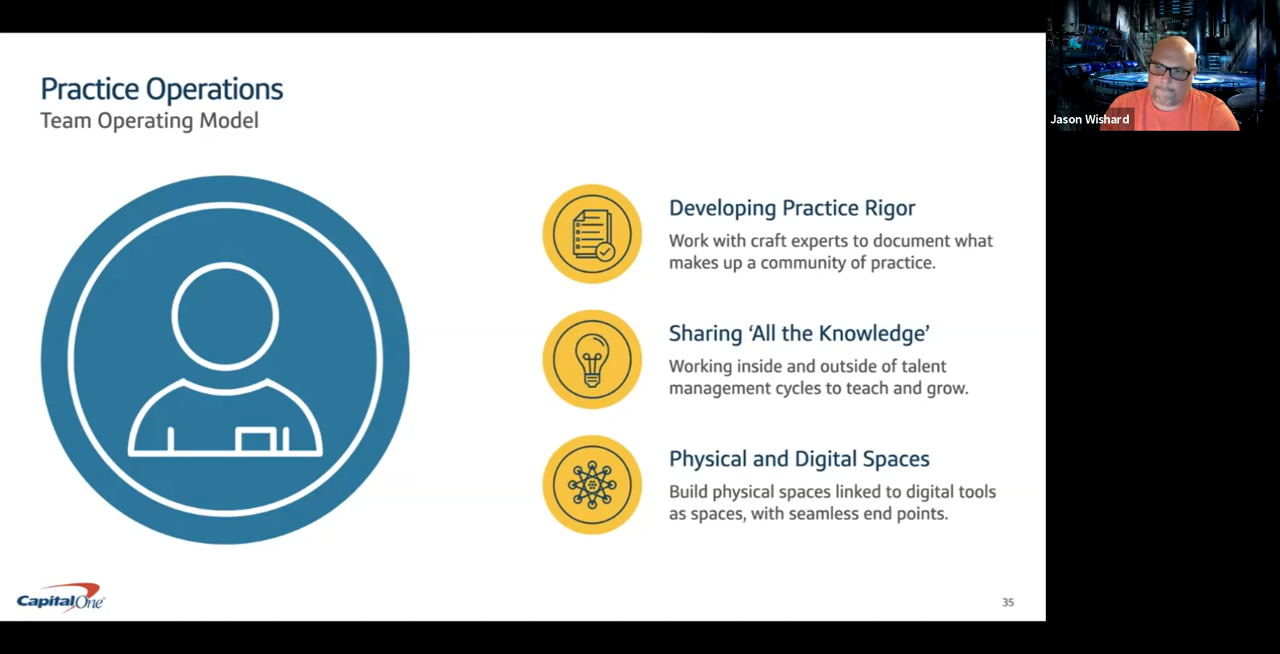 Practice Operations
Team Operating Model
Developing Practice Rigor
Work with craft experts to document what
makes up a community of practice.
Sharing ‘All the Knowledge’
Working inside and outside of talent
management cycles to teach and grow.
Physical and Digital Spaces
Build physical spaces linked to digital tools
as spaces, with seamless end points.
CapitalOne
35
Jason Wishard